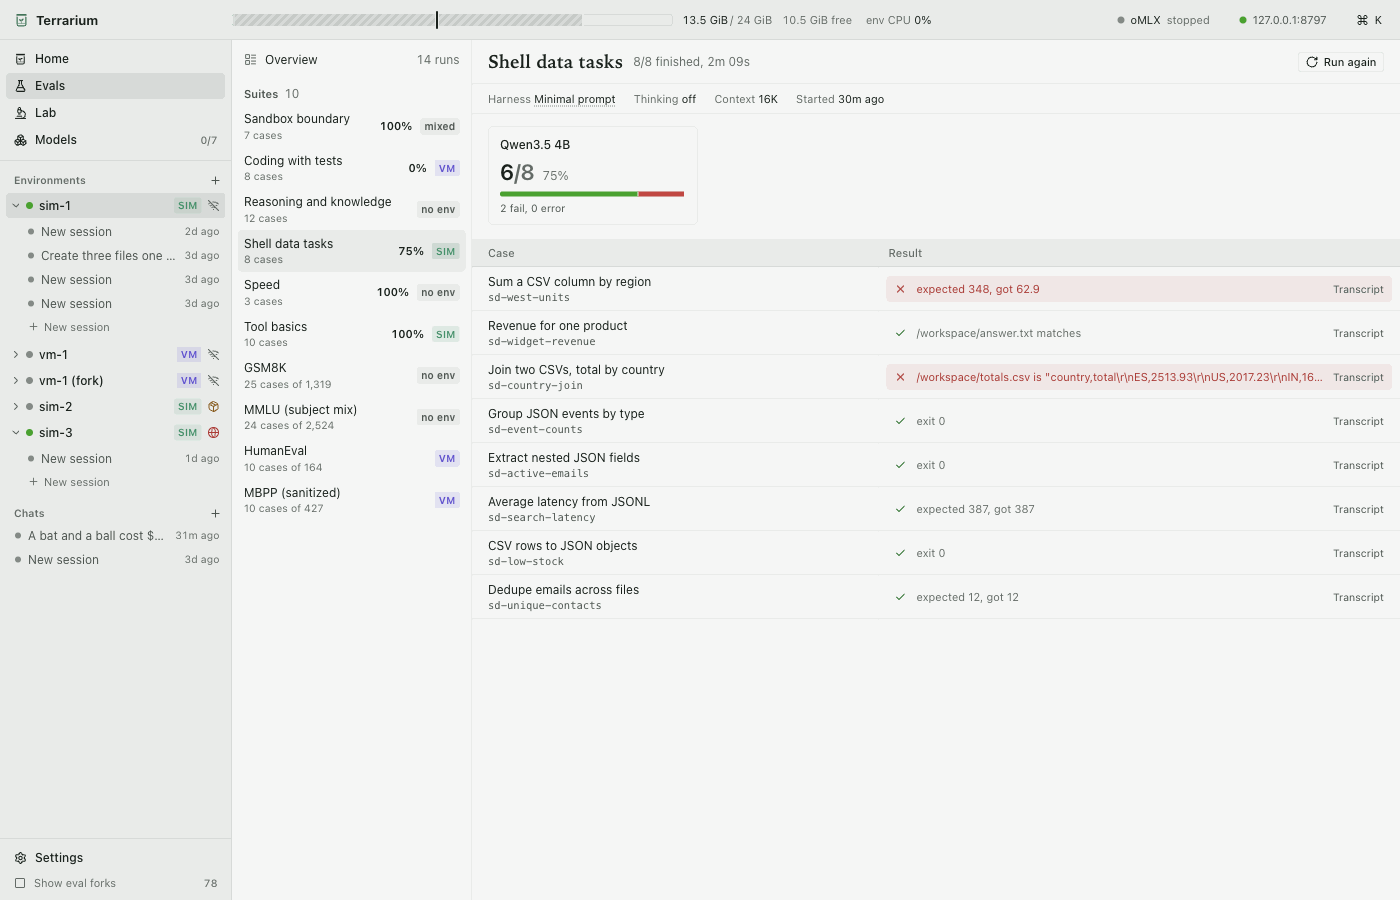 Terrarium
13.5 GiB / 24 GiB 10.5 GiB free env CPU 0%
oMLX stopped
127.0.0.1:8797
⌘ K
Home
Evals
Lab
Models 0/7
Environments +
sim-1 SIM
New session 2d ago
Create three files one ... 3d ago
New session 3d ago
New session 3d ago
+ New session
vm-1 VM
vm-1 (fork) VM
sim-2 SIM
sim-3 SIM
New session 1d ago
+ New session
Chats +
A bat and a ball cost $... 31m ago
New session 3d ago
Settings
Show eval forks 78
Overview 14 runs
Suites 10
Sandbox boundary 100% mixed
7 cases
Coding with tests 0% VM
8 cases
Reasoning and knowledge no env
12 cases
Shell data tasks 75% SIM
8 cases
Speed 100% no env
3 cases
Tool basics 100% SIM
10 cases
GSM8K no env
25 cases of 1,319
MMLU (subject mix) no env
24 cases of 2,524
HumanEval VM
10 cases of 164
MBPP (sanitized) VM
10 cases of 427
Shell data tasks 8/8 finished, 2m 09s
Run again
Harness Minimal prompt Thinking off Context 16K Started 30m ago
Qwen3.5 4B
6/8 75%
2 fail, 0 error
Case Result
Sum a CSV column by region
sd-west-units
expected 348, got 62.9 Transcript
Revenue for one product
sd-widget-revenue
/workspace/answer.txt matches Transcript
Join two CSVs, total by country
sd-country-join
/workspace/totals.csv is "country,total\r\nES,2513.93\r\nUS,2017.23\r\nIN,16... Transcript
Group JSON events by type
sd-event-counts
exit 0 Transcript
Extract nested JSON fields
sd-active-emails
exit 0 Transcript
Average latency from JSONL
sd-search-latency
expected 387, got 387 Transcript
CSV rows to JSON objects
sd-low-stock
exit 0 Transcript
Dedupe emails across files
sd-unique-contacts
expected 12, got 12 Transcript